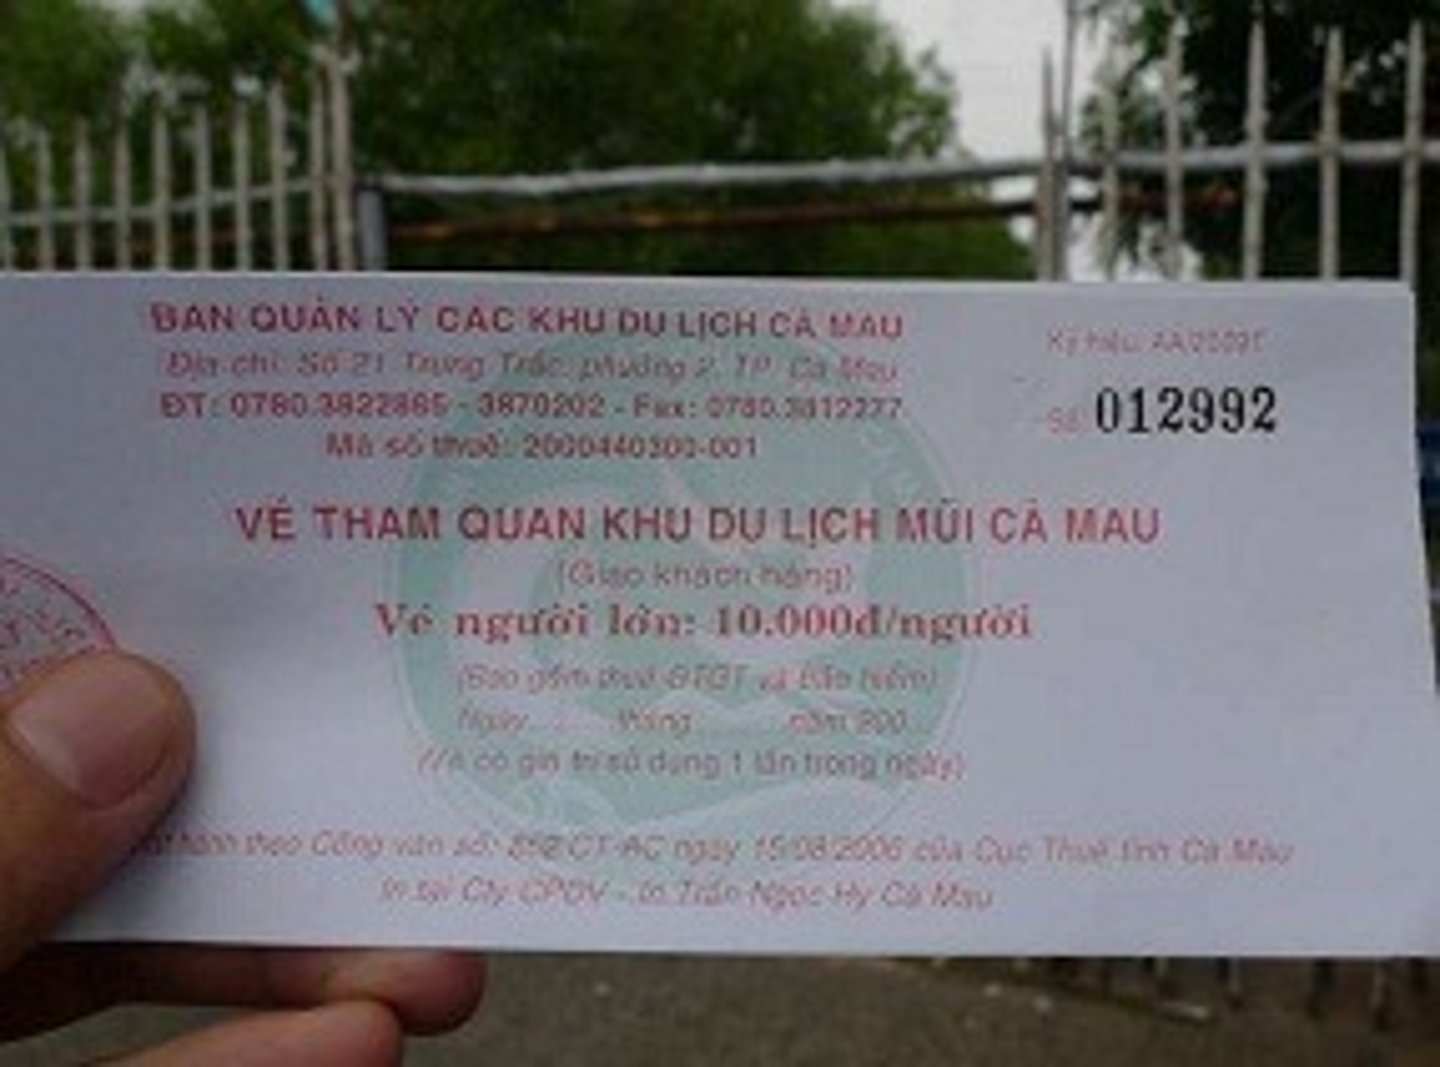 BAN QUẢN LÝ CÁC KHU DU LỊCH CÀ MAU
Địa chỉ: Số 21 Trưng Trắc, phường 2, TP. Cà Mau
ĐT: 0780.3822865 - 3870202 - Fax: 0780.3812277
Mã số thuế: 2000440300-001
Ký hiệu:
Số 012992
VÉ THAM QUAN KHU DU LỊCH MŨI CÀ MAU
(Giao khách hàng)
Vé người lớn: 10.000đ/người
(Bao gồm thuế GTGT và Bảo hiểm)
Ngày ... tháng ... năm 200
(Vé có giá trị sử dụng 1 lần trong ngày)
hành theo Công văn số: CT-AC ngày 15/08/2006 của Cục Thuế tỉnh Cà Mau
In tại Cty CPDV - In Trần Ngọc Hy Cà Mau